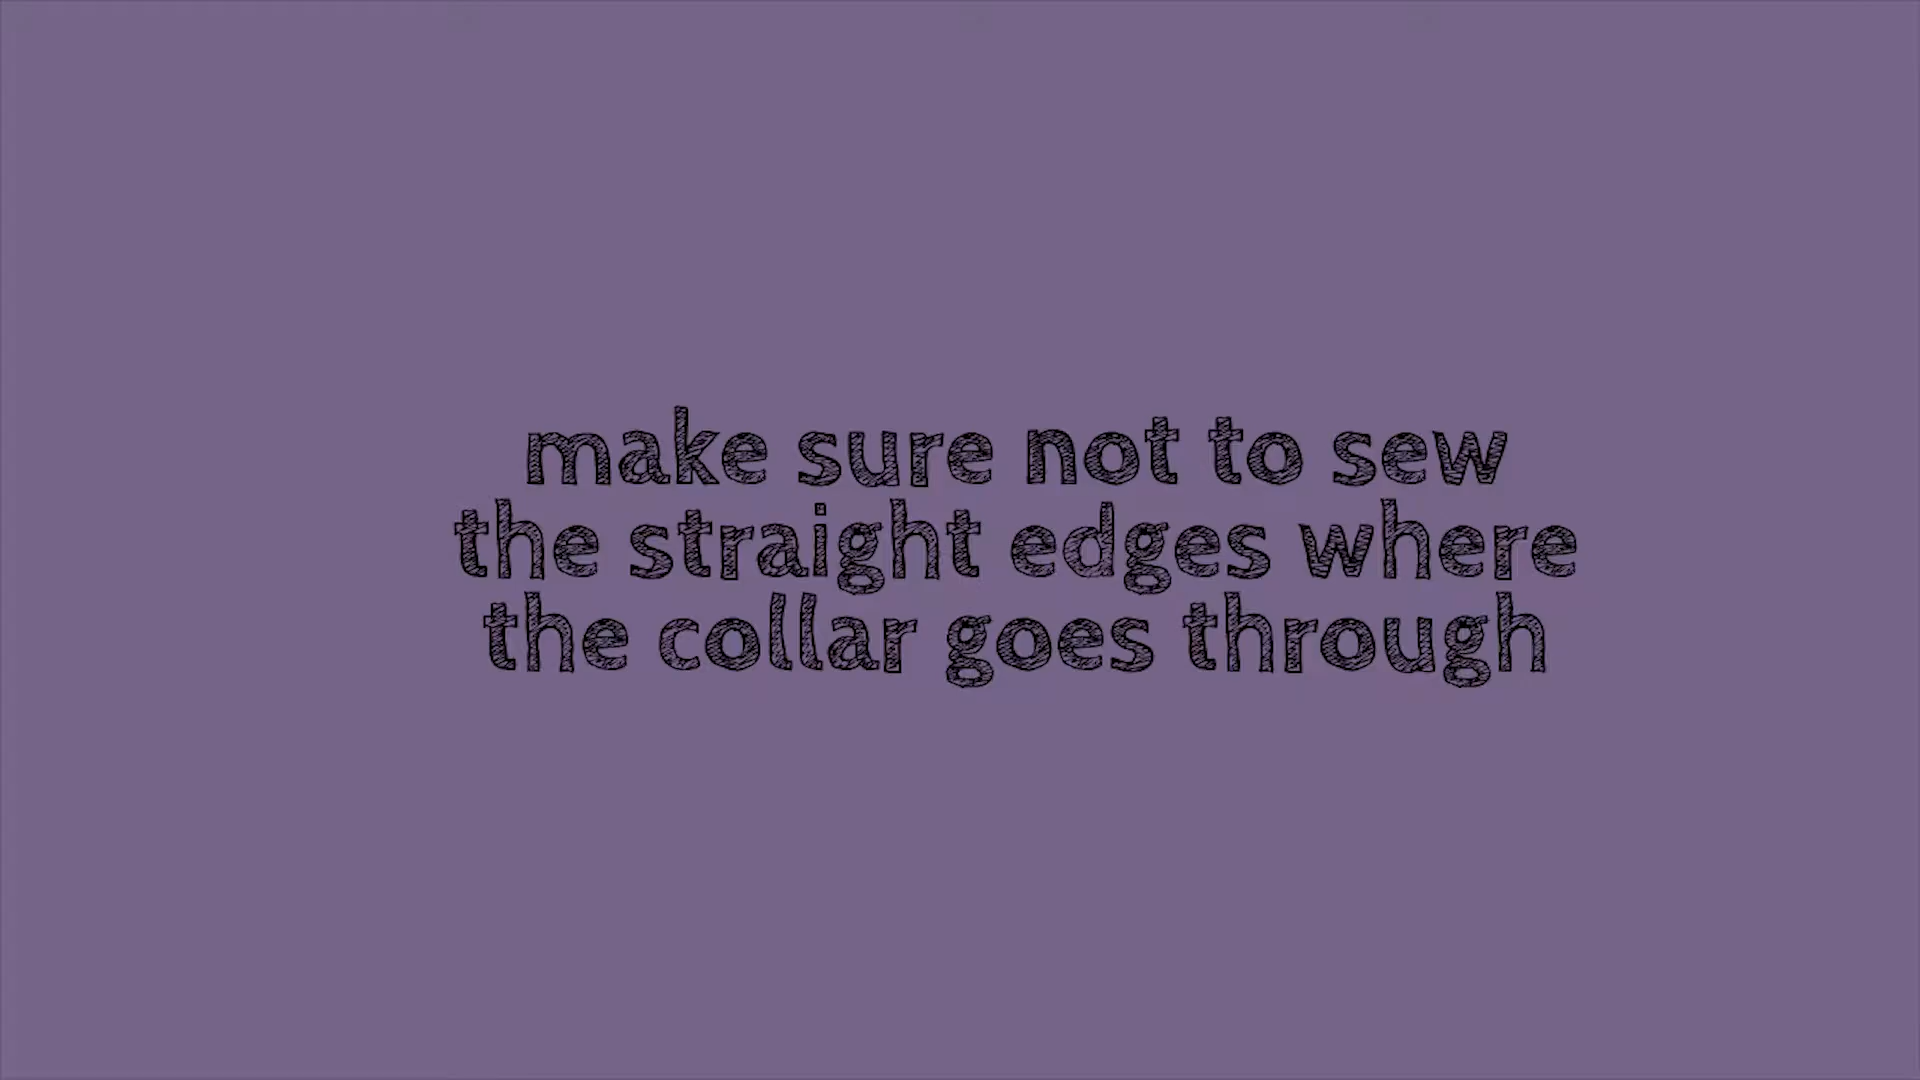 make sure not to sew
the straight edges where
the collar goes through